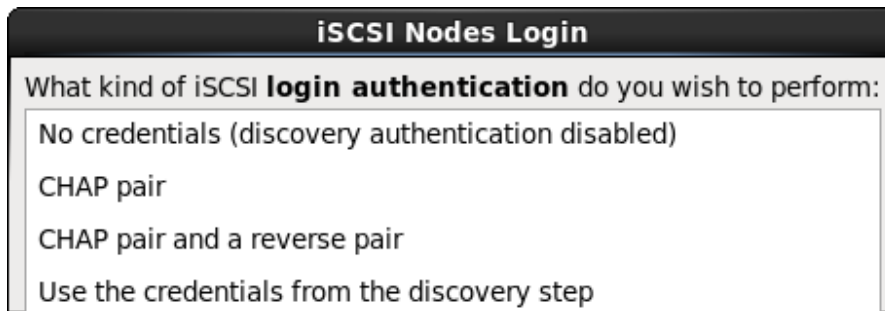 iSCSI Nodes Login
What kind of iSCSI login authentication do you wish to perform:
No credentials (discovery authentication disabled)
CHAP pair
CHAP pair and a reverse pair
Use the credentials from the discovery step